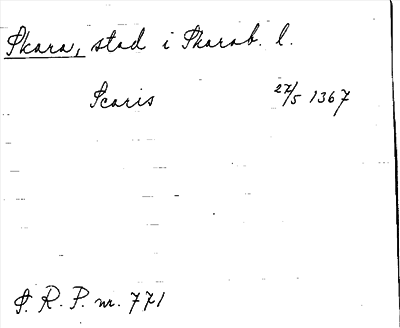 Skara, stad i Skarab. l.
Scaris 27/5 1367
S. R. P. nr. 771